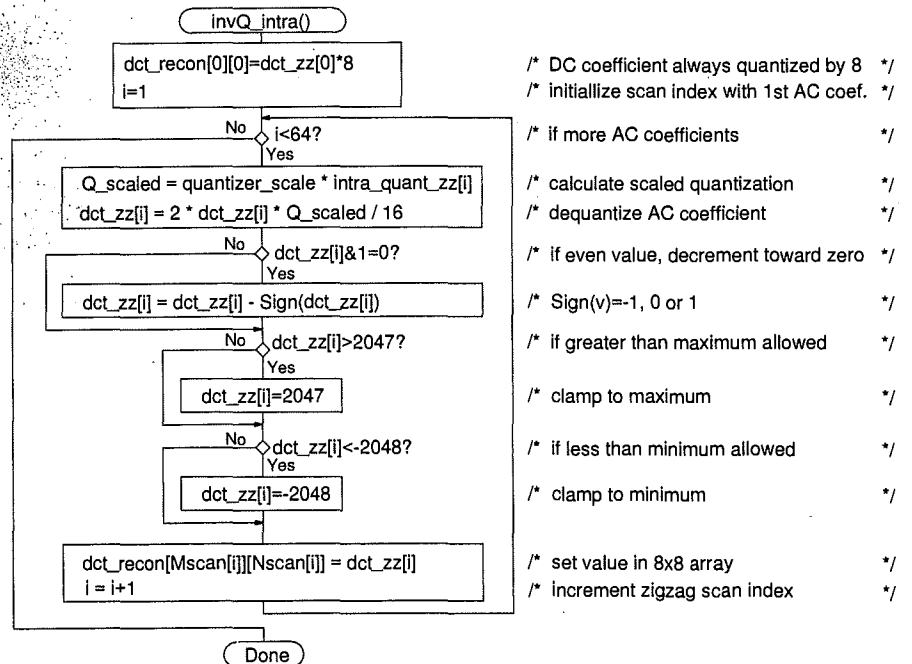 invQ_intra()
dct_recon[0][0]=dct_zz[0]*8 /* DC coefficient always quantized by 8 */
i=1 /* initiallize scan index with 1st AC coef. */
No i<64? /* if more AC coefficients */
Yes
Q_scaled = quantizer_scale * intra_quant_zz[i] /* calculate scaled quantization */
dct_zz[i] = 2 * dct_zz[i] * Q_scaled / 16 /* dequantize AC coefficient */
No dct_zz[i]&1=0? /* if even value, decrement toward zero */
Yes
dct_zz[i] = dct_zz[i] - Sign(dct_zz[i]) /* Sign(v)=-1, 0 or 1 */
No dct_zz[i]>2047? /* if greater than maximum allowed */
Yes
dct_zz[i]=2047 /* clamp to maximum */
No dct_zz[i]<-2048? /* if less than minimum allowed */
Yes
dct_zz[i]=-2048 /* clamp to minimum */
dct_recon[Mscan[i]][Nscan[i]] = dct_zz[i] /* set value in 8x8 array */
i = i+1 /* increment zigzag scan index */
Done